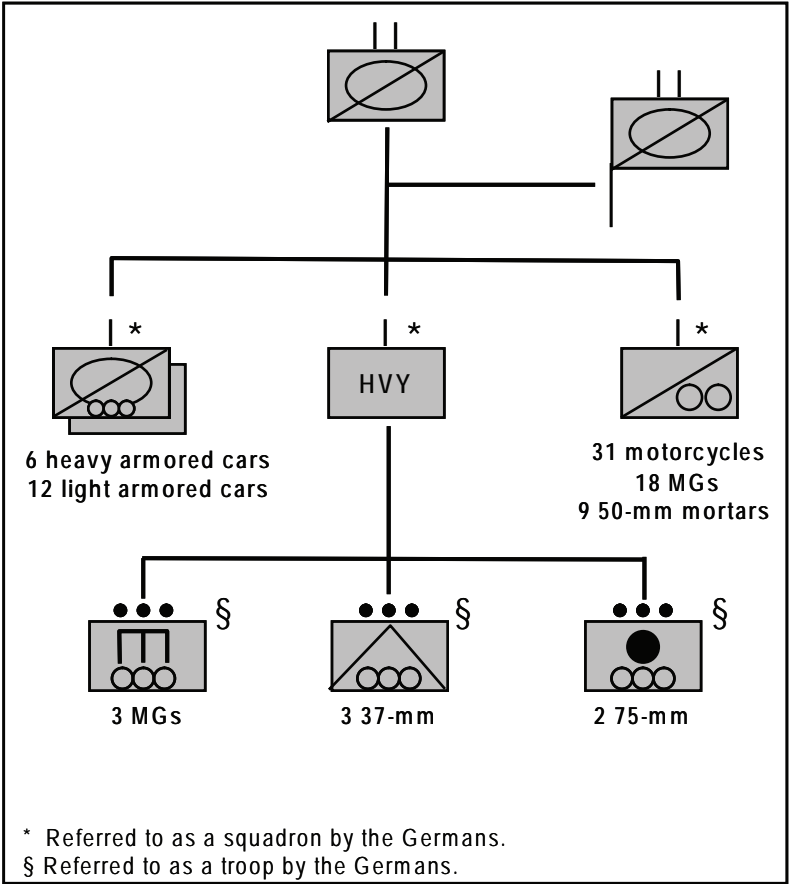 *
*
*
HVY
6 heavy armored cars
12 light armored cars
31 motorcycles
18 MGs
9 50-mm mortars
§
§
§
3 MGs
3 37-mm
2 75-mm
* Referred to as a squadron by the Germans.
§ Referred to as a troop by the Germans.